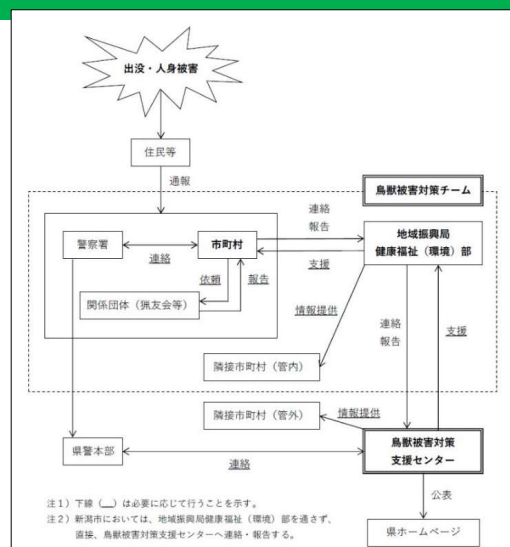 出没・人身被害
住民等
通報
鳥獣被害対策チーム
警察署
連絡
市町村
連絡
報告
支援
地域振興局
健康福祉（環境）部
依頼
報告
関係団体（猟友会等）
情報提供
連絡
報告
支援
隣接市町村（管内）
隣接市町村（管外）
情報提供
県警本部
連絡
鳥獣被害対策
支援センター
公表
県ホームページ
注１）下線（__）は必要に応じて行うことを示す。
注２）新潟市においては、地域振興局健康福祉（環境）部を通さず、
直接、鳥獣被害対策支援センターへ連絡・報告する。